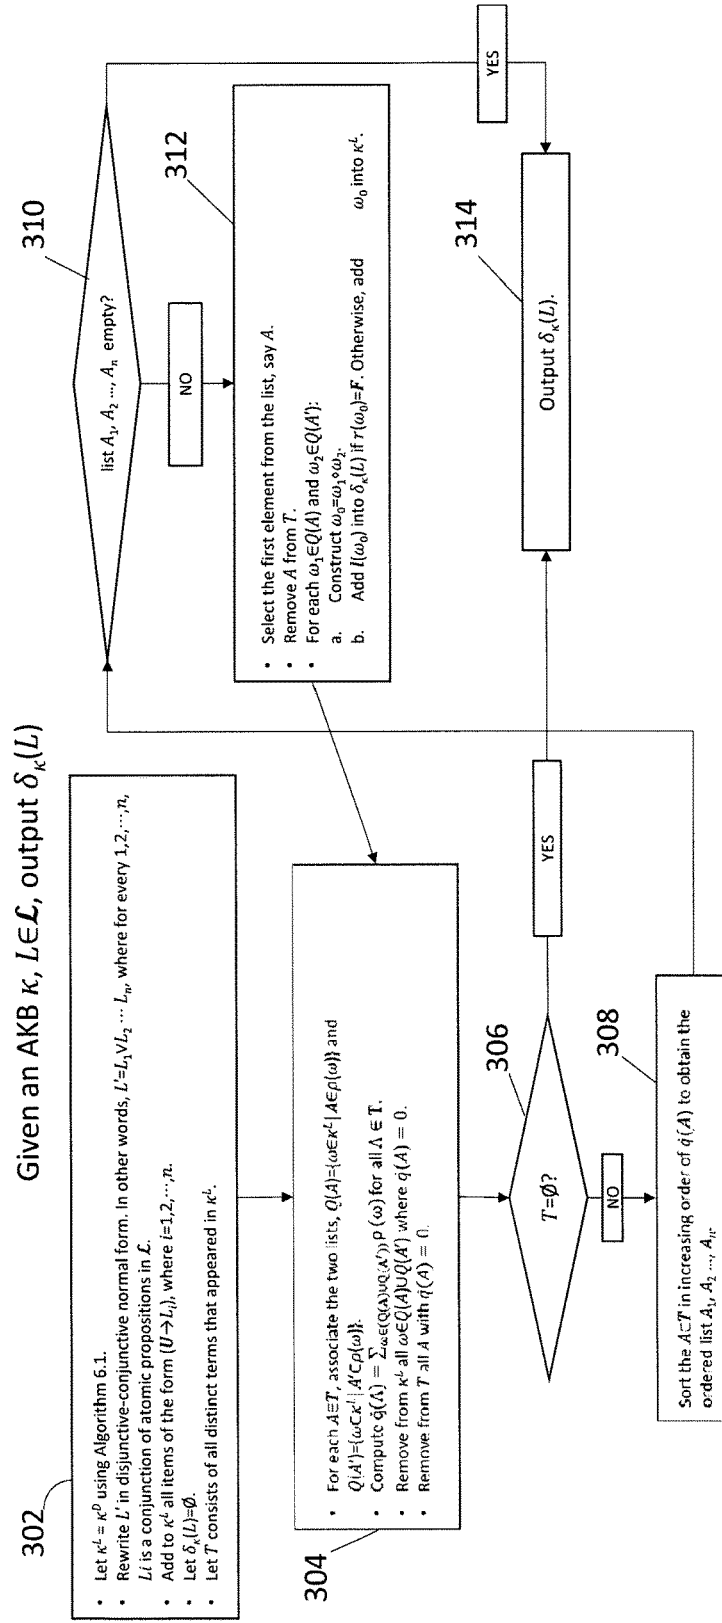 Given an AKB κ, L∈ℒ, output δκ(L)
302
• Let κᴸ = κᴰ using Algorithm 6.1.
• Rewrite L' in disjunctive-conjunctive normal form. In other words, L'=L₁∨L₂ ⋯ Lₙ, where for every 1,2,⋯,n,
Li is a conjunction of atomic propositions in ℒ.
• Add to κᴸ all items of the form (U→Lᵢ), where i=1,2,⋯,n.
• Let δκ(L)=∅.
• Let T consists of all distinct terms that appeared in κᴸ.
304
• For each A∈T, associate the two lists, Q(A)={ω∈κᴸ| A∈ρ(ω)} and
Q(A')={ω∈κᴸ| A'∈ρ(ω)}.
• Compute q̇(A) = ∑ω∈(Q(A)∪Q(A')) ρ(ω) for all A ∈ T.
• Remove from κᴸ all ω∈Q(A)∪Q(A') where q̇(A) = 0.
• Remove from T all A with q̇(A) = 0.
306
T=∅?
YES
NO
308
Sort the A∈T in increasing order of q̇(A) to obtain the
ordered list A₁, A₂ ..., Aₙ.
310
list A₁, A₂ ..., Aₙ empty?
YES
NO
312
• Select the first element from the list, say A.
• Remove A from T.
• For each ω₁∈Q(A) and ω₂∈Q(A'):
a. Construct ω₀=ω₁⋄ω₂.
b. Add l(ω₀) into δκ(L) if r(ω₀)=F. Otherwise, add ω₀ into κᴸ.
314
Output δκ(L).